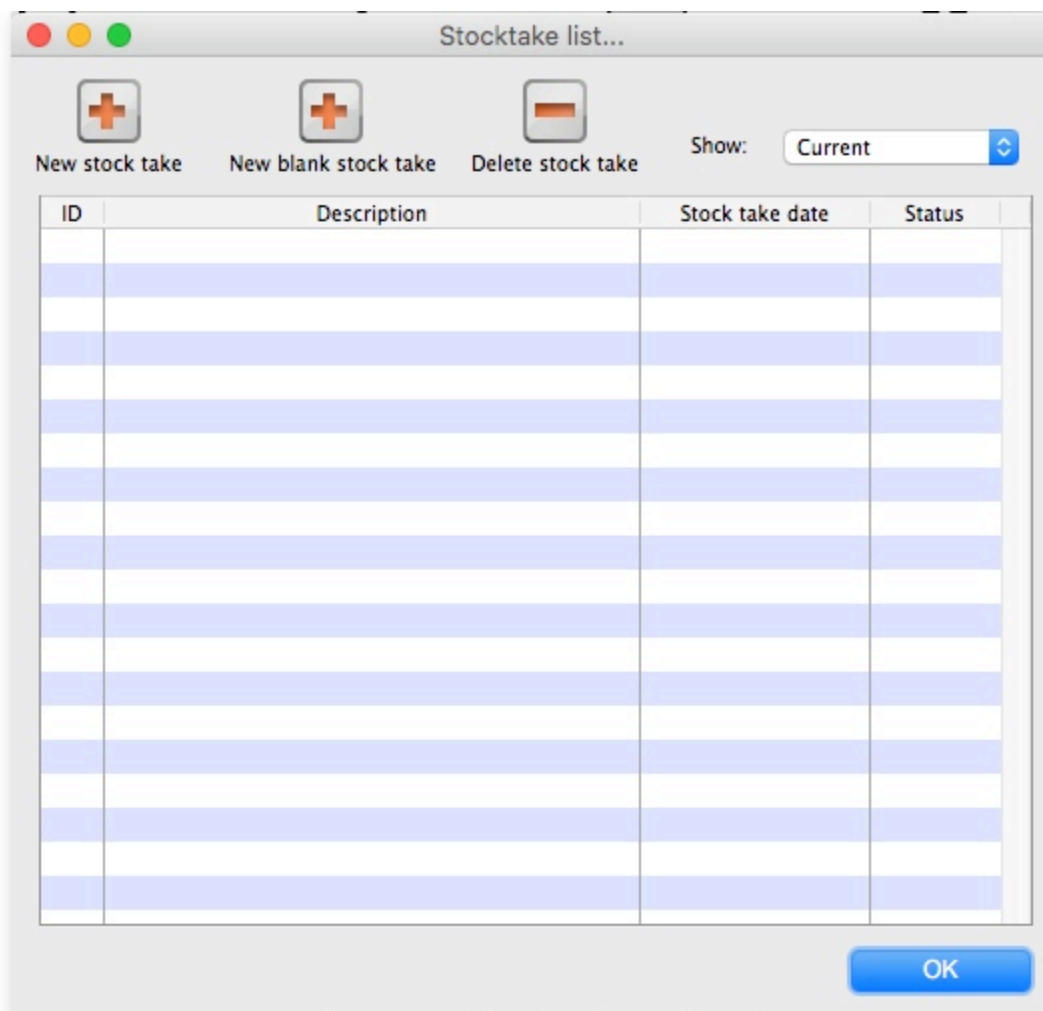 Stocktake list...
New stock take New blank stock take Delete stock take Show: Current
ID Description Stock take date Status
OK